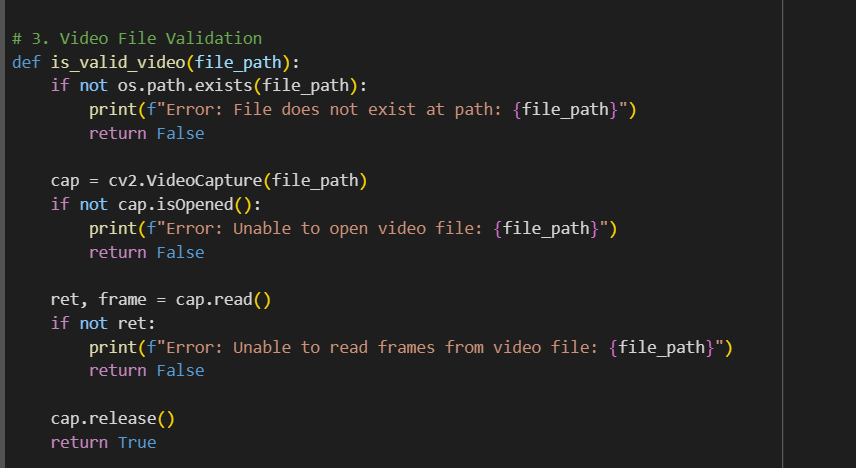 # 3. Video File Validation
def is_valid_video(file_path):
    if not os.path.exists(file_path):
        print(f"Error: File does not exist at path: {file_path}")
        return False

    cap = cv2.VideoCapture(file_path)
    if not cap.isOpened():
        print(f"Error: Unable to open video file: {file_path}")
        return False

    ret, frame = cap.read()
    if not ret:
        print(f"Error: Unable to read frames from video file: {file_path}")
        return False

    cap.release()
    return True